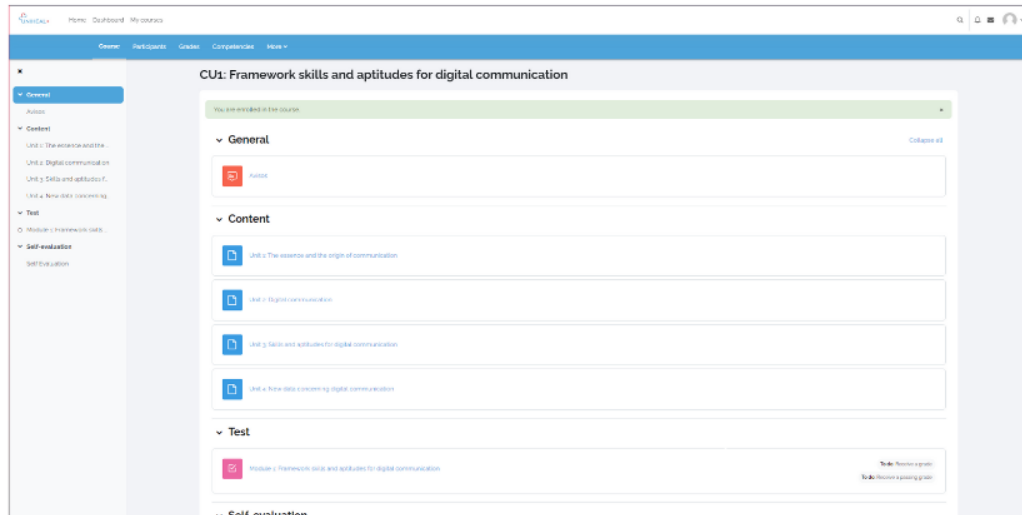 Home Dashboard My courses
Course Participants Grades Competencies More
CU1: Framework skills and aptitudes for digital communication
General
Avisos
Content
Unit 1: The essence and the ...
Unit 2: Digital communication
Unit 3: Skills and aptitudes f...
Unit 4: New data concerning...
Test
Module 1: Framework skills...
Self-evaluation
Self Evaluation
You are enrolled in the course.
General
Collapse all
Avisos
Content
Unit 1: The essence and the origin of communication
Unit 2: Digital communication
Unit 3: Skills and aptitudes for digital communication
Unit 4: New data concerning digital communication
Test
Module 1: Framework skills and aptitudes for digital communication
To do: Receive a grade
To do: Receive a passing grade
Self-evaluation